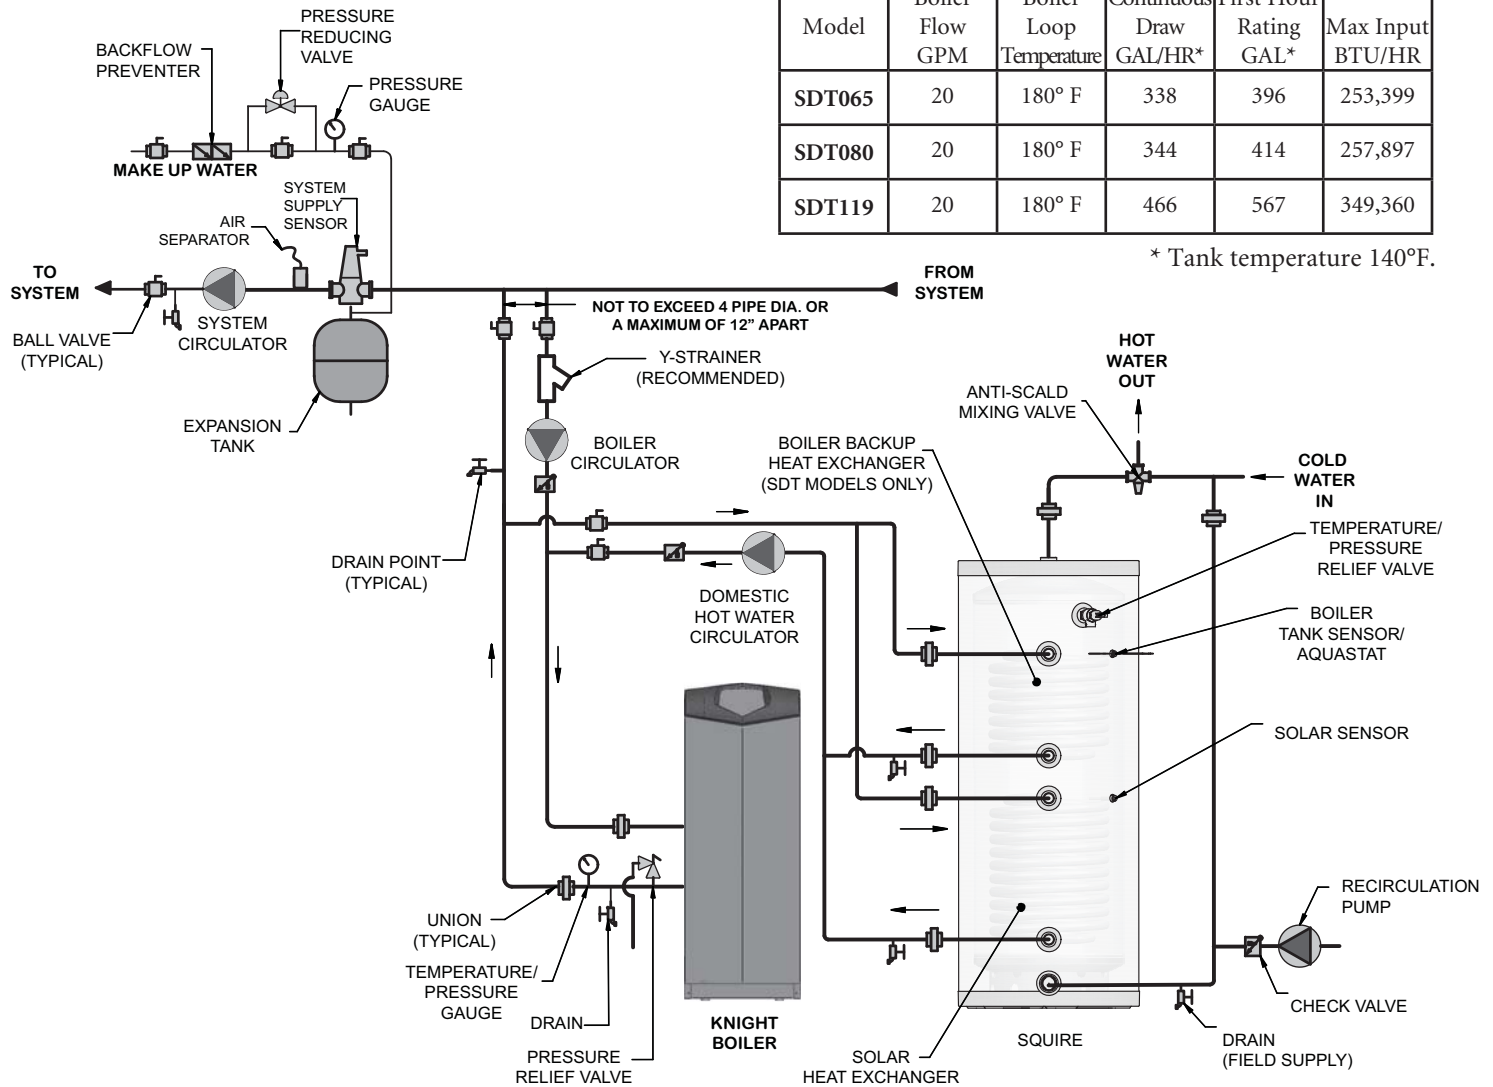 PRESSURE
REDUCING
VALVE
BACKFLOW
PREVENTER
PRESSURE
GAUGE
MAKE UP WATER
SYSTEM
SUPPLY
SENSOR
AIR
SEPARATOR
TO
SYSTEM
FROM
SYSTEM
BALL VALVE
(TYPICAL)
SYSTEM
CIRCULATOR
NOT TO EXCEED 4 PIPE DIA. OR
A MAXIMUM OF 12” APART
EXPANSION
TANK
Y-STRAINER
(RECOMMENDED)
BOILER
CIRCULATOR
DRAIN POINT
(TYPICAL)
Model
Boiler
Flow
GPM
Boiler
Loop
Temperature
Continuous
Draw
GAL/HR*
First Hour
Rating
GAL*
Max Input
BTU/HR
SDT065 20 180° F 338 396 253,399
SDT080 20 180° F 344 414 257,897
SDT119 20 180° F 466 567 349,360
* Tank temperature 140°F.
HOT
WATER
OUT
ANTI-SCALD
MIXING VALVE
BOILER BACKUP
HEAT EXCHANGER
(SDT MODELS ONLY)
COLD
WATER
IN
TEMPERATURE/
PRESSURE
RELIEF VALVE
DOMESTIC
HOT WATER
CIRCULATOR
BOILER
TANK SENSOR/
AQUASTAT
SOLAR SENSOR
RECIRCULATION
PUMP
CHECK VALVE
DRAIN
(FIELD SUPPLY)
SQUIRE
SOLAR
HEAT EXCHANGER
KNIGHT
BOILER
UNION
(TYPICAL)
TEMPERATURE/
PRESSURE
GAUGE
DRAIN
PRESSURE
RELIEF VALVE